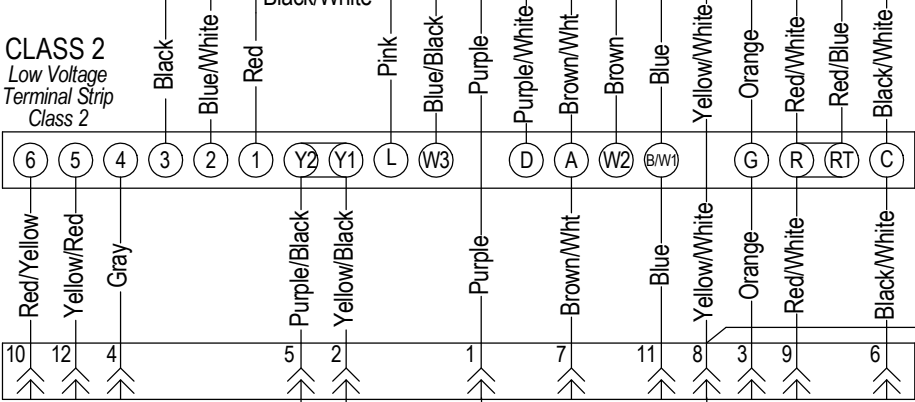 Black/White
CLASS 2
Low Voltage
Terminal Strip
Class 2
Black
Blue/White
Red
Pink
Blue/Black
Purple
Purple/White
Brown/Wht
Brown
Blue
Yellow/White
Orange
Red/White
Red/Blue
Black/White
6 5 4 3 2 1 Y2 Y1 L W3 D A W2 B/W1 G R RT C
Red/Yellow
Yellow/Red
Gray
Purple/Black
Yellow/Black
Purple
Brown/Wht
Blue
Yellow/White
Orange
Red/White
Black/White
10 12 4 5 2 1 7 11 8 3 9 6